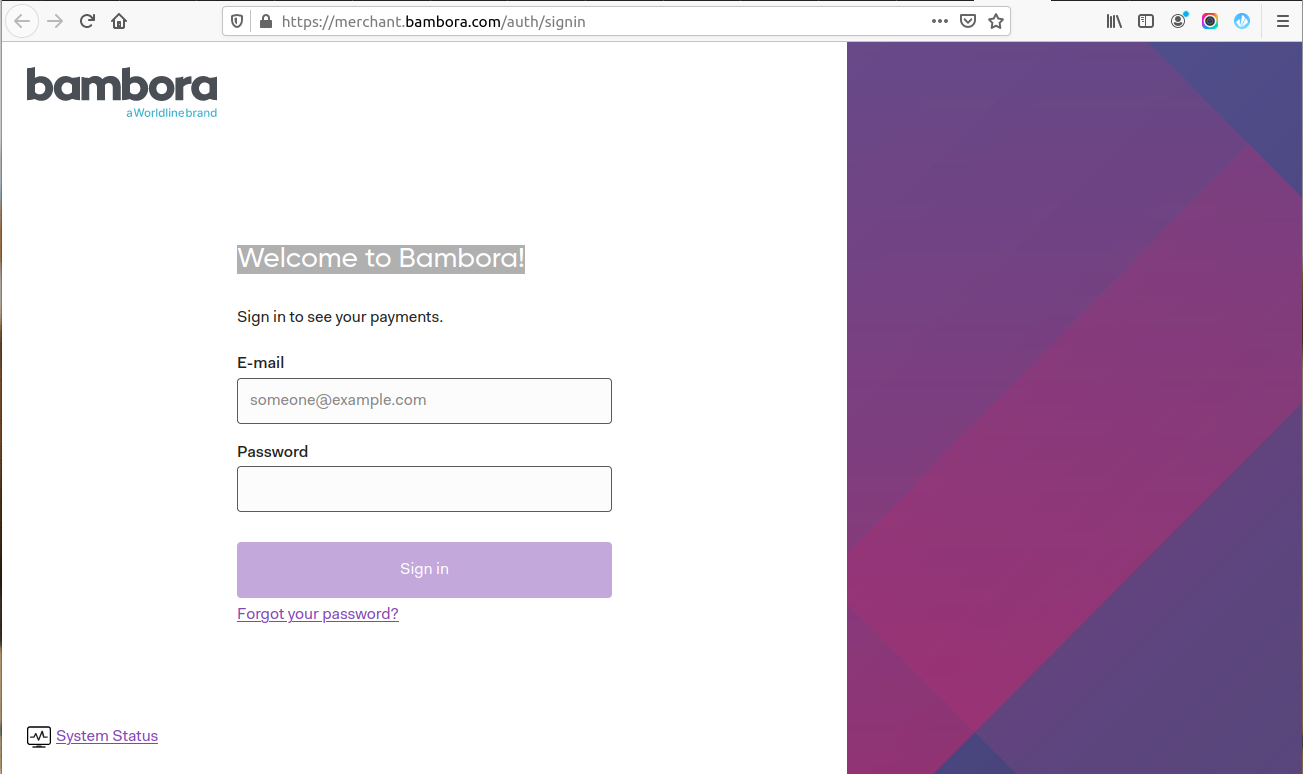 https://merchant.bambora.com/auth/signin
bambora
a Worldline brand
Welcome to Bambora!
Sign in to see your payments.
E-mail
someone@example.com
Password
Sign in
Forgot your password?
System Status